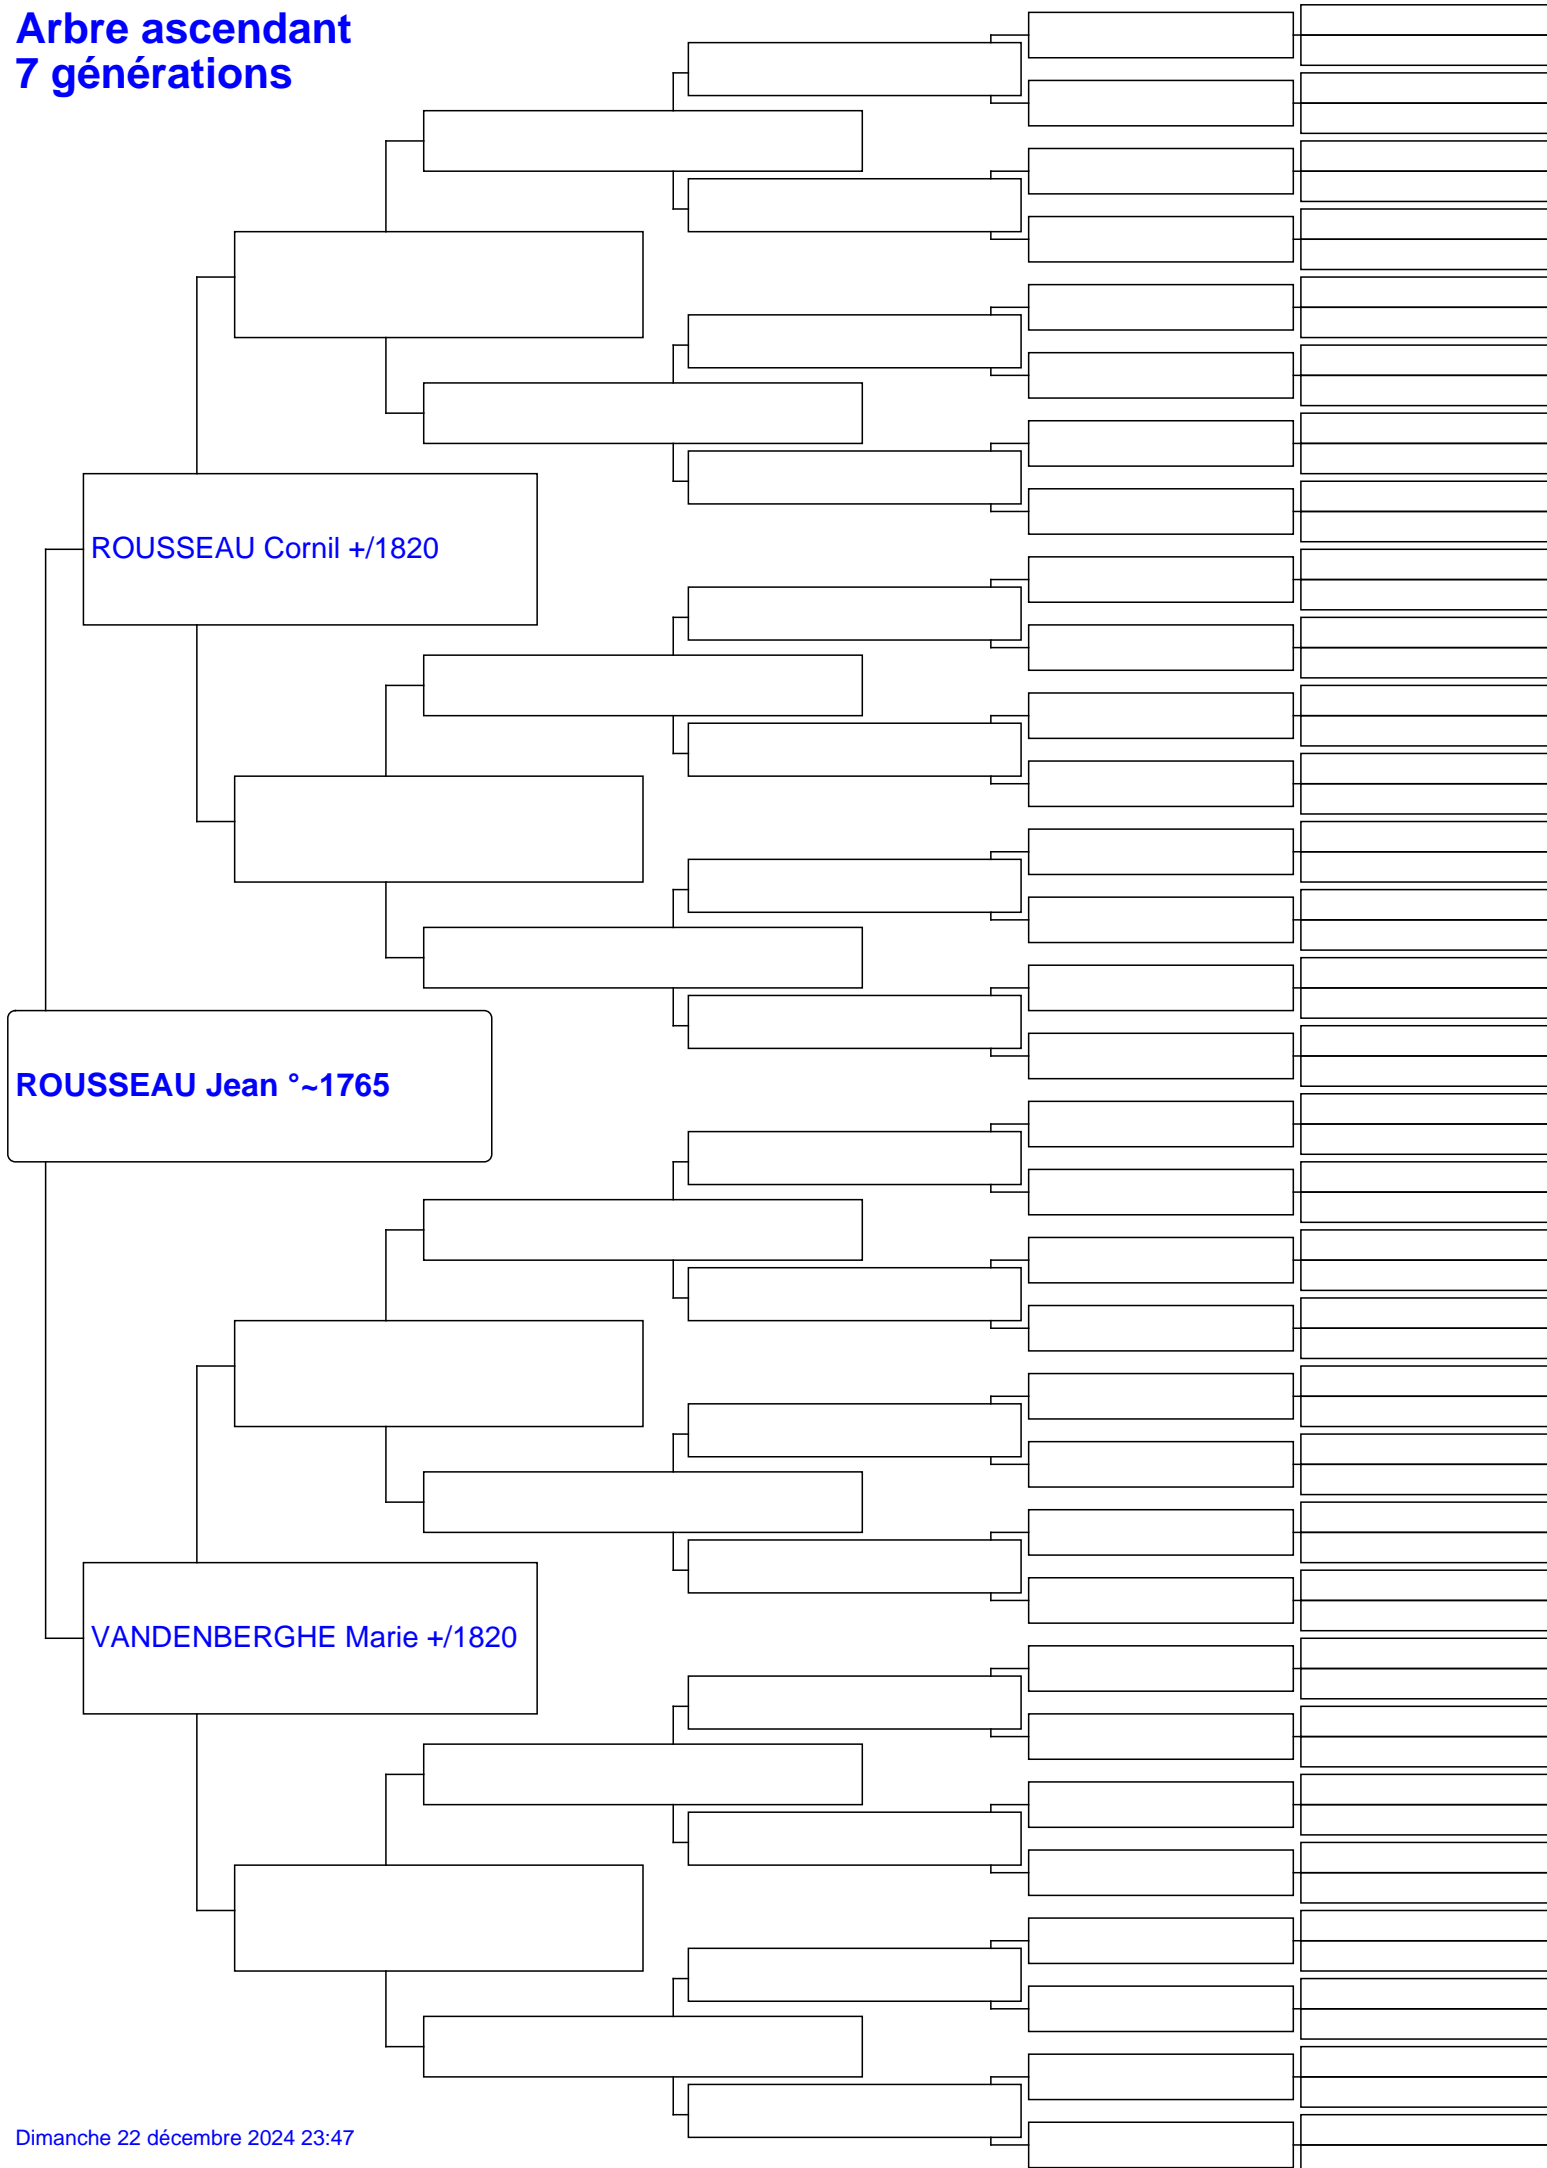 Arbre ascendant
7 générations
ROUSSEAU Cornil +/1820
ROUSSEAU Jean °~1765
VANDENBERGHE Marie +/1820
Dimanche 22 décembre 2024 23:47